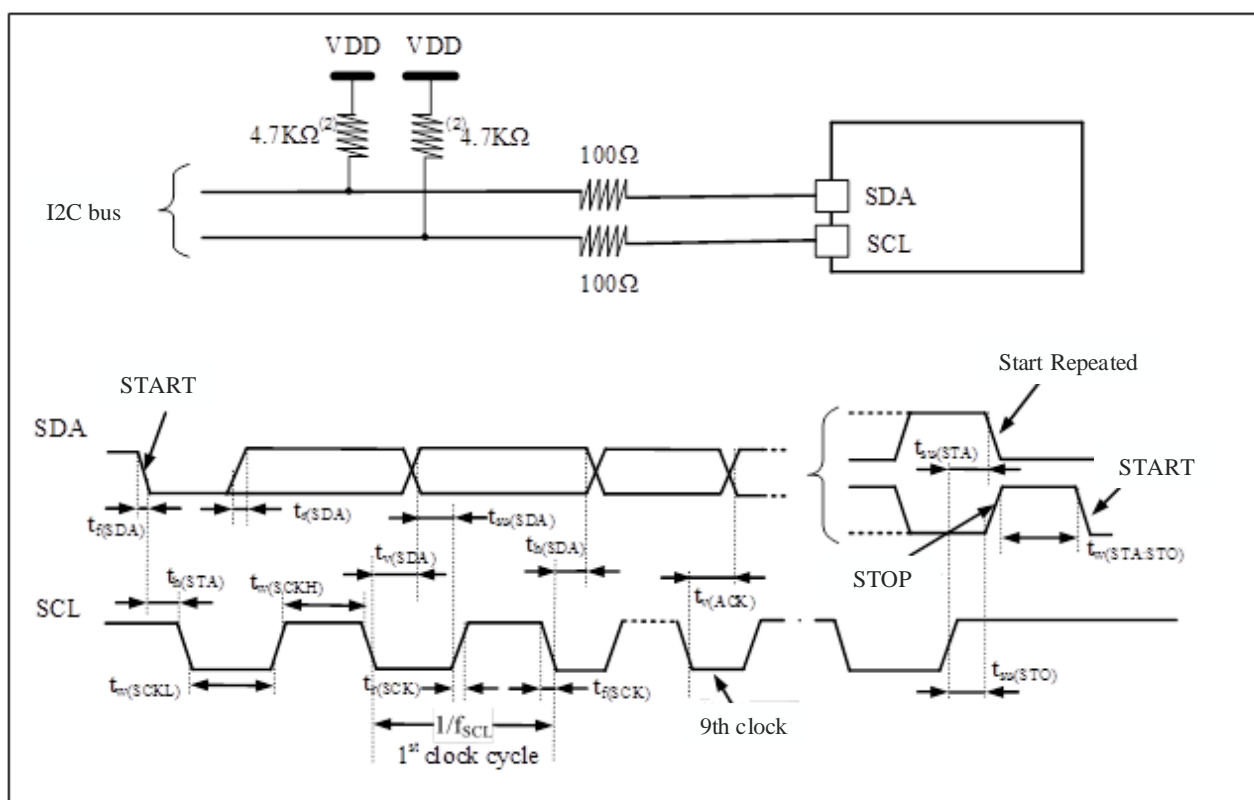 VDD VDD
4.7KΩ(2) (2)4.7KΩ
100Ω
I2C bus
SDA
SCL
100Ω
START
Start Repeated
SDA
tsu(STA)
START
tf(SDA)
tr(SDA)
tsu(SDA)
tv(SDA)
th(SDA)
tw(STA:STO)
STOP
th(STA)
tw(SCKH)
tv(ACK)
SCL
tw(SCKL)
tr(SCK)
tf(SCK)
tsu(STO)
1/fSCL
9th clock
1st clock cycle